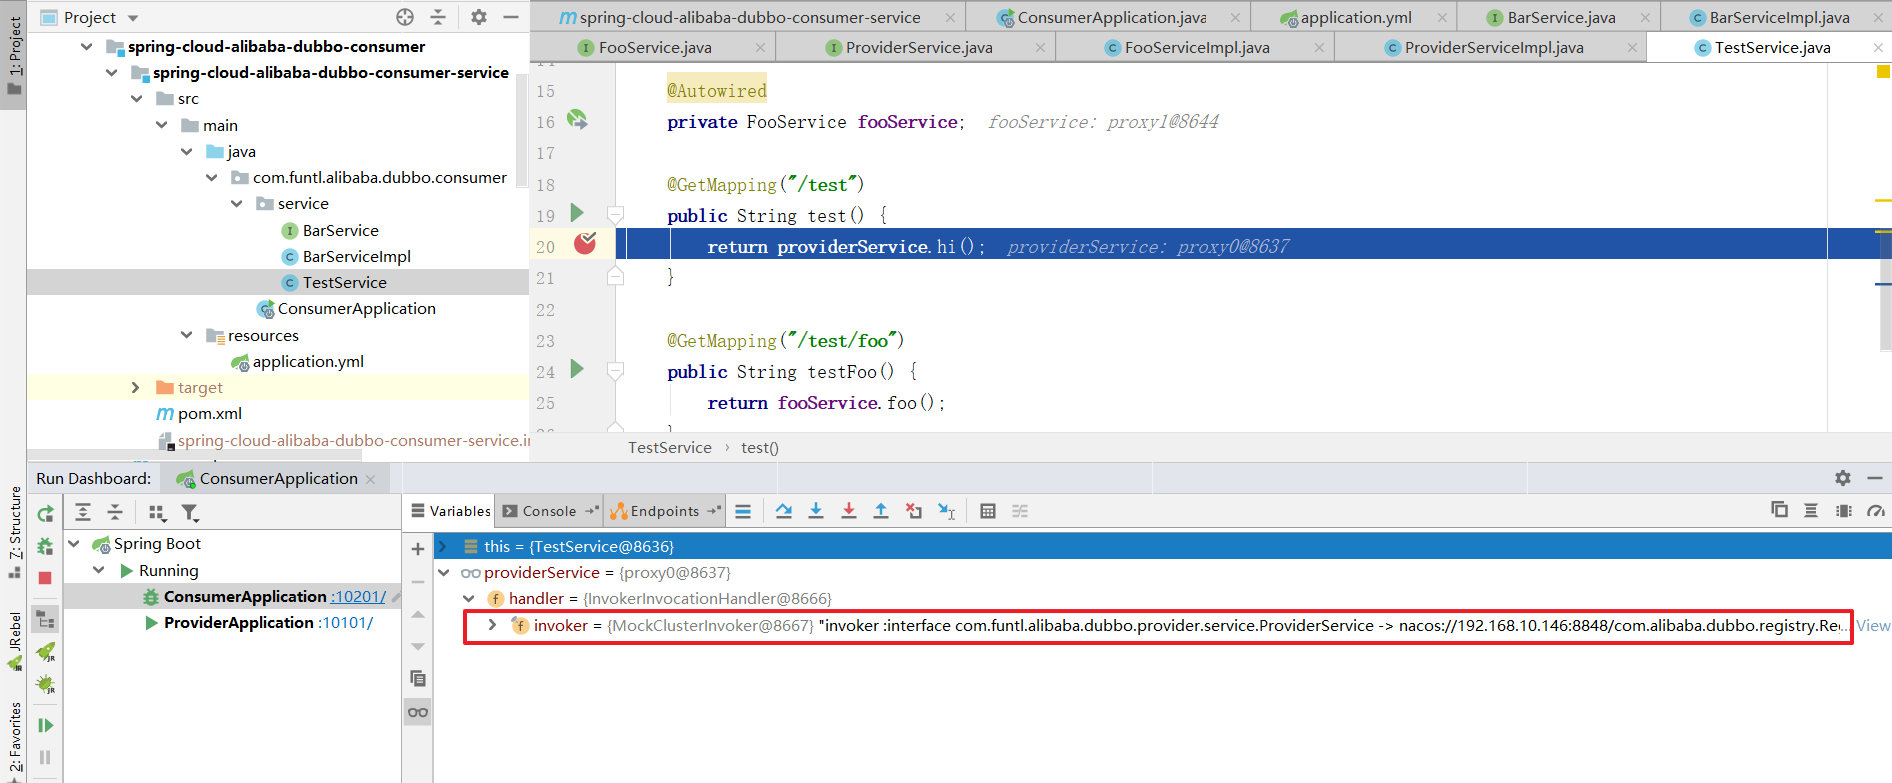 1: Project
Project
spring-cloud-alibaba-dubbo-consumer
spring-cloud-alibaba-dubbo-consumer-service
src
main
java
com.funtl.alibaba.dubbo.consumer
service
BarService
BarServiceImpl
TestService
ConsumerApplication
resources
application.yml
target
pom.xml
spring-cloud-alibaba-dubbo-consumer-service.i
spring-cloud-alibaba-dubbo-consumer-service
ConsumerApplication.java
application.yml
BarService.java
BarServiceImpl.java
FooService.java
ProviderService.java
FooServiceImpl.java
ProviderServiceImpl.java
TestService.java
15 @Autowired
16 private FooService fooService; fooService: proxy1@8644
17
18 @GetMapping("/test")
19 public String test() {
20 return providerService.hi(); providerService: proxy0@8637
21 }
22
23 @GetMapping("/test/foo")
24 public String testFoo() {
25 return fooService.foo();
}
TestService › test()
Run Dashboard: ConsumerApplication
7: Structure
JRebel
2: Favorites
Variables Console Endpoints
Spring Boot
Running
ConsumerApplication :10201/
ProviderApplication :10101/
this = {TestService@8636}
providerService = {proxy0@8637}
handler = {InvokerInvocationHandler@8666}
invoker = {MockClusterInvoker@8667} "invoker :interface com.funtl.alibaba.dubbo.provider.service.ProviderService -> nacos://192.168.10.146:8848/com.alibaba.dubbo.registry.Re... View